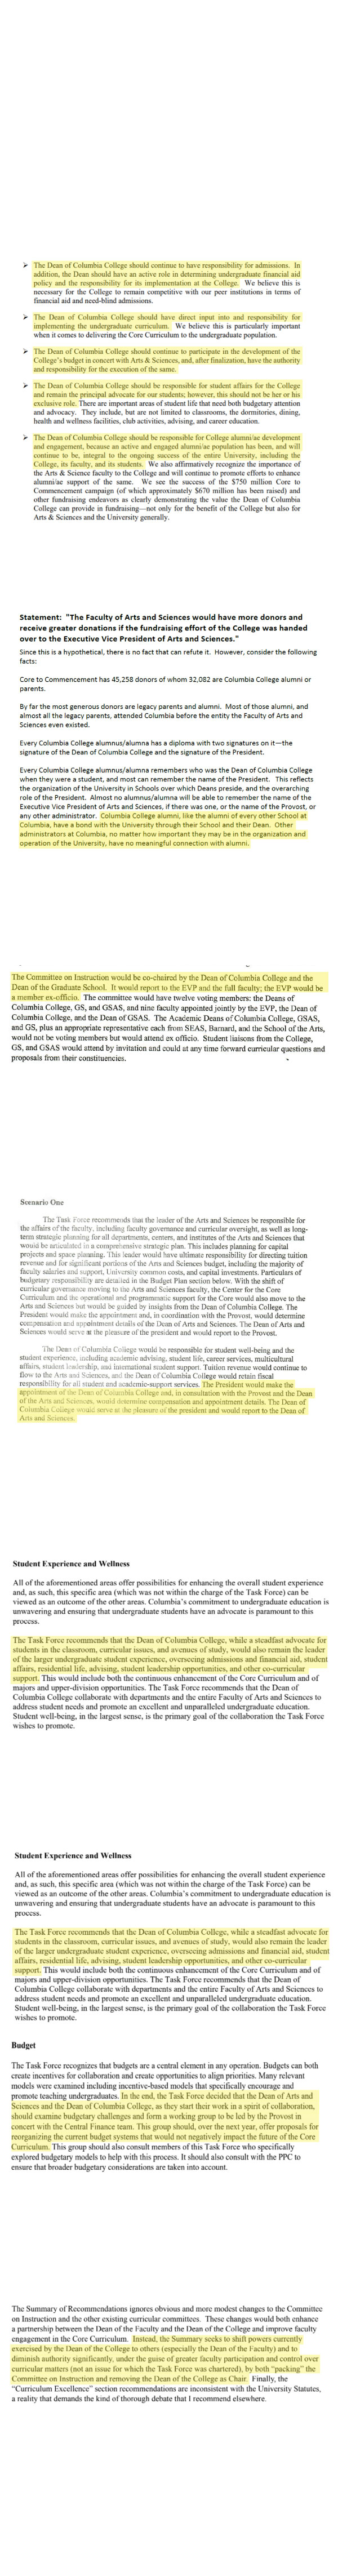 ➤ The Dean of Columbia College should continue to have responsibility for admissions. In
addition, the Dean should have an active role in determining undergraduate financial aid
policy and the responsibility for its implementation at the College. We believe this is
necessary for the College to remain competitive with our peer institutions in terms of
financial aid and need-blind admissions.
➤ The Dean of Columbia College should have direct input into and responsibility for
implementing the undergraduate curriculum. We believe this is particularly important
when it comes to delivering the Core Curriculum to the undergraduate population.
➤ The Dean of Columbia College should continue to participate in the development of the
College's budget in concert with Arts & Sciences, and, after finalization, have the authority
and responsibility for the execution of the same.
➤ The Dean of Columbia College should be responsible for student affairs for the College
and remain the principal advocate for our students; however, this should not be her or his
exclusive role. There are important areas of student life that need both budgetary attention
and advocacy. They include, but are not limited to classrooms, the dormitories, dining,
health and wellness facilities, club activities, advising, and career education.
➤ The Dean of Columbia College should be responsible for College alumni/ae development
and engagement, because an active and engaged alumni/ae population has been, and will
continue to be, integral to the ongoing success of the entire University, including the
College, its faculty, and its students. We also affirmatively recognize the importance of
the Arts & Science faculty to the College and will continue to promote efforts to enhance
alumni/ae support of the same. We see the success of the $750 million Core to
Commencement campaign (of which approximately $670 million has been raised) and
other fundraising endeavors as clearly demonstrating the value the Dean of Columbia
College can provide in fundraising—not only for the benefit of the College but also for
Arts & Sciences and the University generally.
Statement: "The Faculty of Arts and Sciences would have more donors and
receive greater donations if the fundraising effort of the College was handed
over to the Executive Vice President of Arts and Sciences."
Since this is a hypothetical, there is no fact that can refute it. However, consider the following
facts:
Core to Commencement has 45,258 donors of whom 32,082 are Columbia College alumni or
parents.
By far the most generous donors are legacy parents and alumni. Most of those alumni, and
almost all the legacy parents, attended Columbia before the entity the Faculty of Arts and
Sciences even existed.
Every Columbia College alumnus/alumna has a diploma with two signatures on it—the
signature of the Dean of Columbia College and the signature of the President.
Every Columbia College alumnus/alumna remembers who was the Dean of Columbia College
when they were a student, and most can remember the name of the President. This reflects
the organization of the University in Schools over which Deans preside, and the overarching
role of the President. Almost no alumnus/alumna will be able to remember the name of the
Executive Vice President of Arts and Sciences, if there was one, or the name of the Provost, or
any other administrator. Columbia College alumni, like the alumni of every other School at
Columbia, have a bond with the University through their School and their Dean. Other
administrators at Columbia, no matter how important they may be in the organization and
operation of the University, have no meaningful connection with alumni.
The Committee on Instruction would be co-chaired by the Dean of Columbia College and the
Dean of the Graduate School. It would report to the EVP and the full faculty; the EVP would be
a member ex-officio. The committee would have twelve voting members: the Deans of
Columbia College, GS, and GSAS, and nine faculty appointed jointly by the EVP, the Dean of
Columbia College, and the Dean of GSAS. The Academic Deans of Columbia College, GSAS,
and GS, plus an appropriate representative each from SEAS, Barnard, and the School of the Arts,
would not be voting members but would attend ex officio. Student liaisons from the College,
GS, and GSAS would attend by invitation and could at any time forward curricular questions and
proposals from their constituencies.
Scenario One
The Task Force recommends that the leader of the Arts and Sciences be responsible for
the affairs of the faculty, including faculty governance and curricular oversight, as well as long-
term strategic planning for all departments, centers, and institutes of the Arts and Sciences that
would be articulated in a comprehensive strategic plan. This includes planning for capital
projects and space planning. This leader would have ultimate responsibility for directing tuition
revenue and for significant portions of the Arts and Sciences budget, including the majority of
faculty salaries and support, University common costs, and capital investments. Particulars of
budgetary responsibility are detailed in the Budget Plan section below. With the shift of
curricular governance moving to the Arts and Sciences faculty, the Center for the Core
Curriculum and the operational and programmatic support for the Core would also move to the
Arts and Sciences but would be guided by insights from the Dean of Columbia College. The
President would make the appointment and, in coordination with the Provost, would determine
compensation and appointment details of the Dean of Arts and Sciences. The Dean of Arts and
Sciences would serve at the pleasure of the president and would report to the Provost.
The Dean of Columbia College would be responsible for student well-being and the
student experience, including academic advising, student life, career services, multicultural
affairs, student leadership, and international student support. Tuition revenue would continue to
flow to the Arts and Sciences, and the Dean of Columbia College would retain fiscal
responsibility for all student and academic-support services. The President would make the
appointment of the Dean of Columbia College and, in consultation with the Provost and the Dean
of the Arts and Sciences, would determine compensation and appointment details. The Dean of
Columbia College would serve at the pleasure of the president and would report to the Dean of
Arts and Sciences.
Student Experience and Wellness
All of the aforementioned areas offer possibilities for enhancing the overall student experience
and, as such, this specific area (which was not within the charge of the Task Force) can be
viewed as an outcome of the other areas. Columbia's commitment to undergraduate education is
unwavering and ensuring that undergraduate students have an advocate is paramount to this
process.
The Task Force recommends that the Dean of Columbia College, while a steadfast advocate for
students in the classroom, curricular issues, and avenues of study, would also remain the leader
of the larger undergraduate student experience, overseeing admissions and financial aid, student
affairs, residential life, advising, student leadership opportunities, and other co-curricular
support. This would include both the continuous enhancement of the Core Curriculum and of
majors and upper-division opportunities. The Task Force recommends that the Dean of
Columbia College collaborate with departments and the entire Faculty of Arts and Sciences to
address student needs and promote an excellent and unparalleled undergraduate education.
Student well-being, in the largest sense, is the primary goal of the collaboration the Task Force
wishes to promote.
Student Experience and Wellness
All of the aforementioned areas offer possibilities for enhancing the overall student experience
and, as such, this specific area (which was not within the charge of the Task Force) can be
viewed as an outcome of the other areas. Columbia's commitment to undergraduate education is
unwavering and ensuring that undergraduate students have an advocate is paramount to this
process.
The Task Force recommends that the Dean of Columbia College, while a steadfast advocate for
students in the classroom, curricular issues, and avenues of study, would also remain the leader
of the larger undergraduate student experience, overseeing admissions and financial aid, student
affairs, residential life, advising, student leadership opportunities, and other co-curricular
support. This would include both the continuous enhancement of the Core Curriculum and of
majors and upper-division opportunities. The Task Force recommends that the Dean of
Columbia College collaborate with departments and the entire Faculty of Arts and Sciences to
address student needs and promote an excellent and unparalleled undergraduate education.
Student well-being, in the largest sense, is the primary goal of the collaboration the Task Force
wishes to promote.
Budget
The Task Force recognizes that budgets are a central element in any operation. Budgets can both
create incentives for collaboration and create opportunities to align priorities. Many relevant
models were examined including incentive-based models that specifically encourage and
promote teaching undergraduates. In the end, the Task Force decided that the Dean of Arts and
Sciences and the Dean of Columbia College, as they start their work in a spirit of collaboration,
should examine budgetary challenges and form a working group to be led by the Provost in
concert with the Central Finance team. This group should, over the next year, offer proposals for
reorganizing the current budget systems that would not negatively impact the future of the Core
Curriculum. This group should also consult members of this Task Force who specifically
explored budgetary models to help with this process. It should also consult with the PPC to
ensure that broader budgetary considerations are taken into account.
The Summary of Recommendations ignores obvious and more modest changes to the Committee
on Instruction and the other existing curricular committees. These changes would both enhance
a partnership between the Dean of the Faculty and the Dean of the College and improve faculty
engagement in the Core Curriculum. Instead, the Summary seeks to shift powers currently
exercised by the Dean of the College to others (especially the Dean of the Faculty) and to
diminish authority significantly, under the guise of greater faculty participation and control over
curricular matters (not an issue for which the Task Force was chartered), by both "packing" the
Committee on Instruction and removing the Dean of the College as Chair. Finally, the
"Curriculum Excellence" section recommendations are inconsistent with the University Statutes,
a reality that demands the kind of thorough debate that I recommend elsewhere.